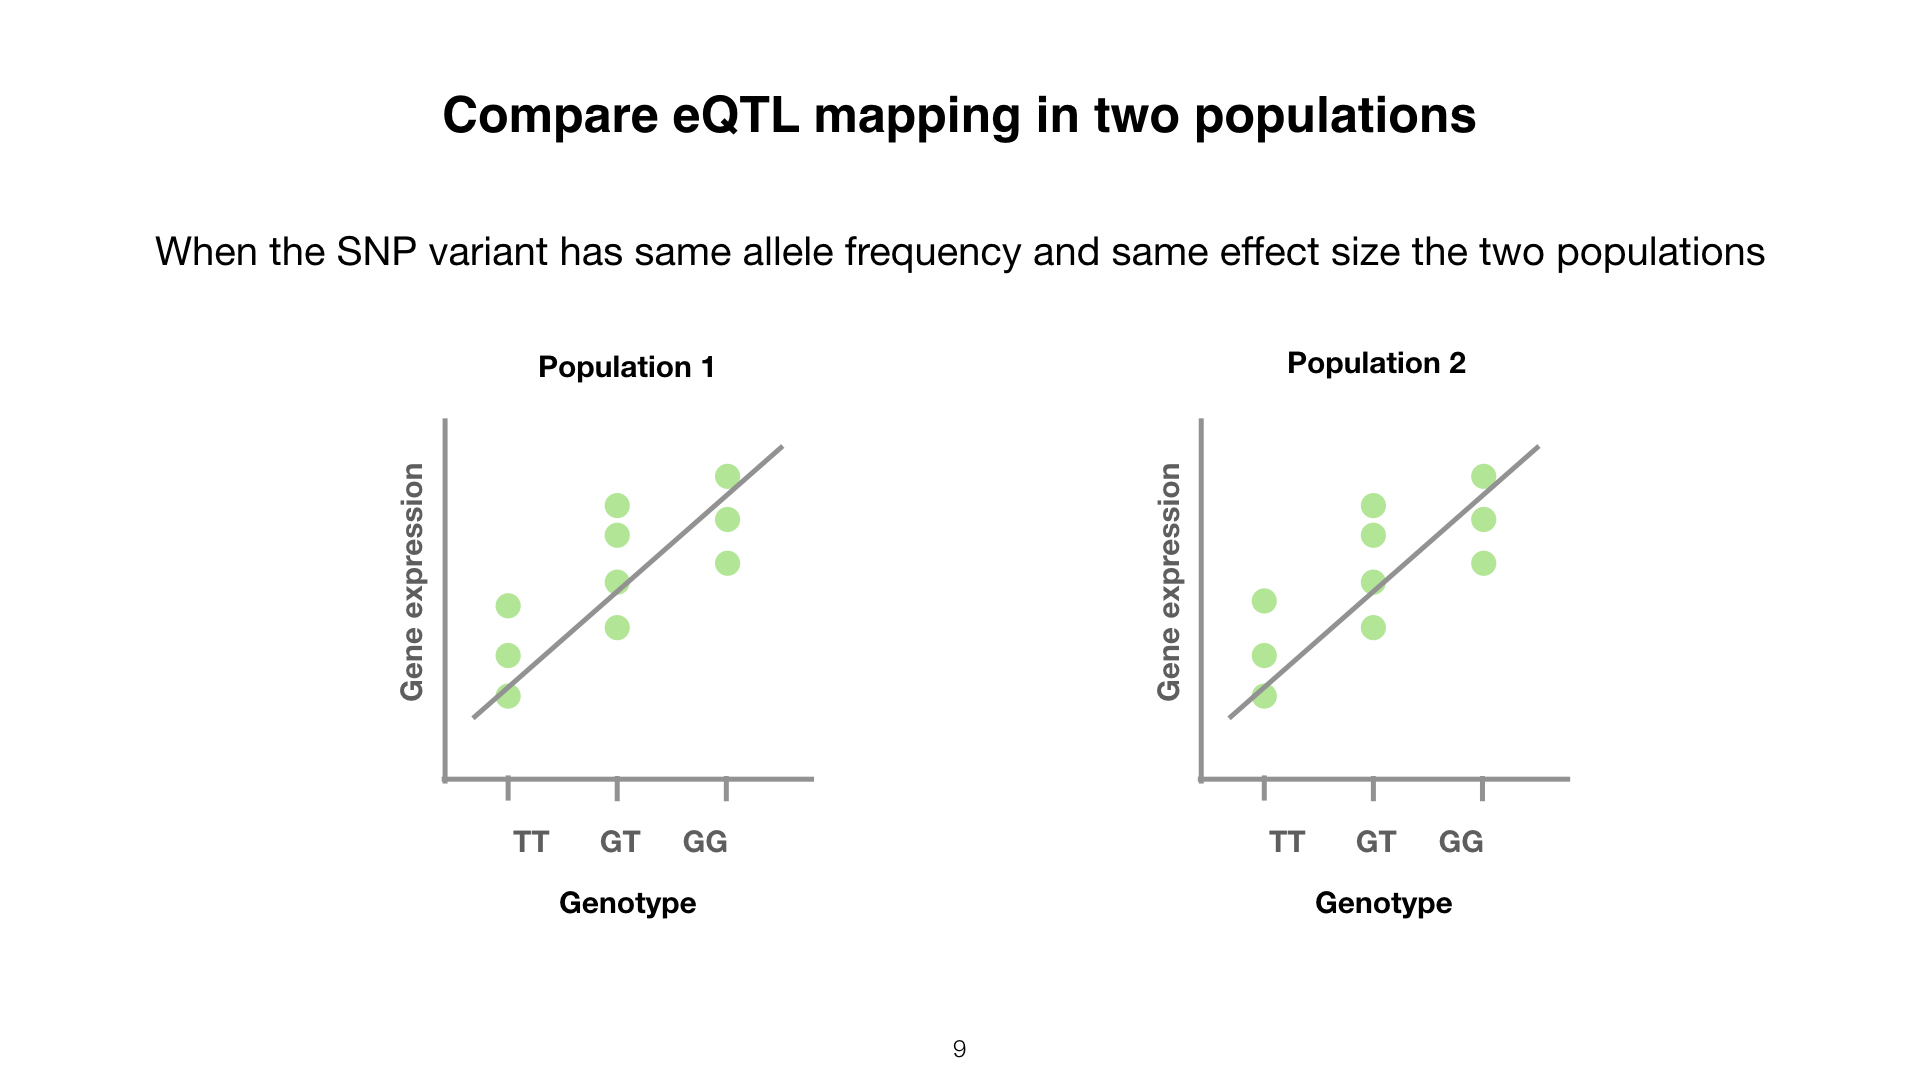 Compare eQTL mapping in two populations
When the SNP variant has same allele frequency and same effect size the two populations
Population 1
Gene expression
TT GT GG
Genotype
Population 2
Gene expression
TT GT GG
Genotype
9